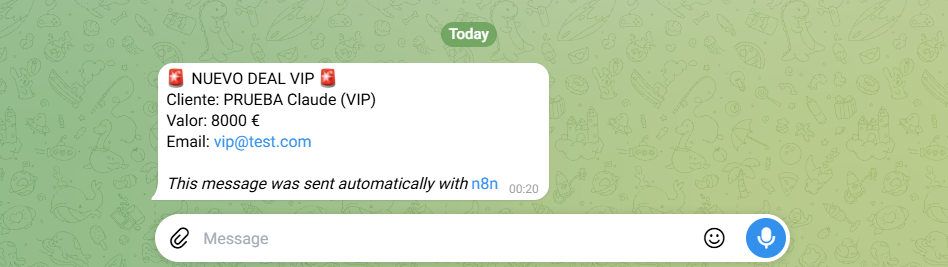 Today
🚨 NUEVO DEAL VIP 🚨
Cliente: PRUEBA Claude (VIP)
Valor: 8000 €
Email: vip@test.com
This message was sent automatically with n8n 00:20
Message